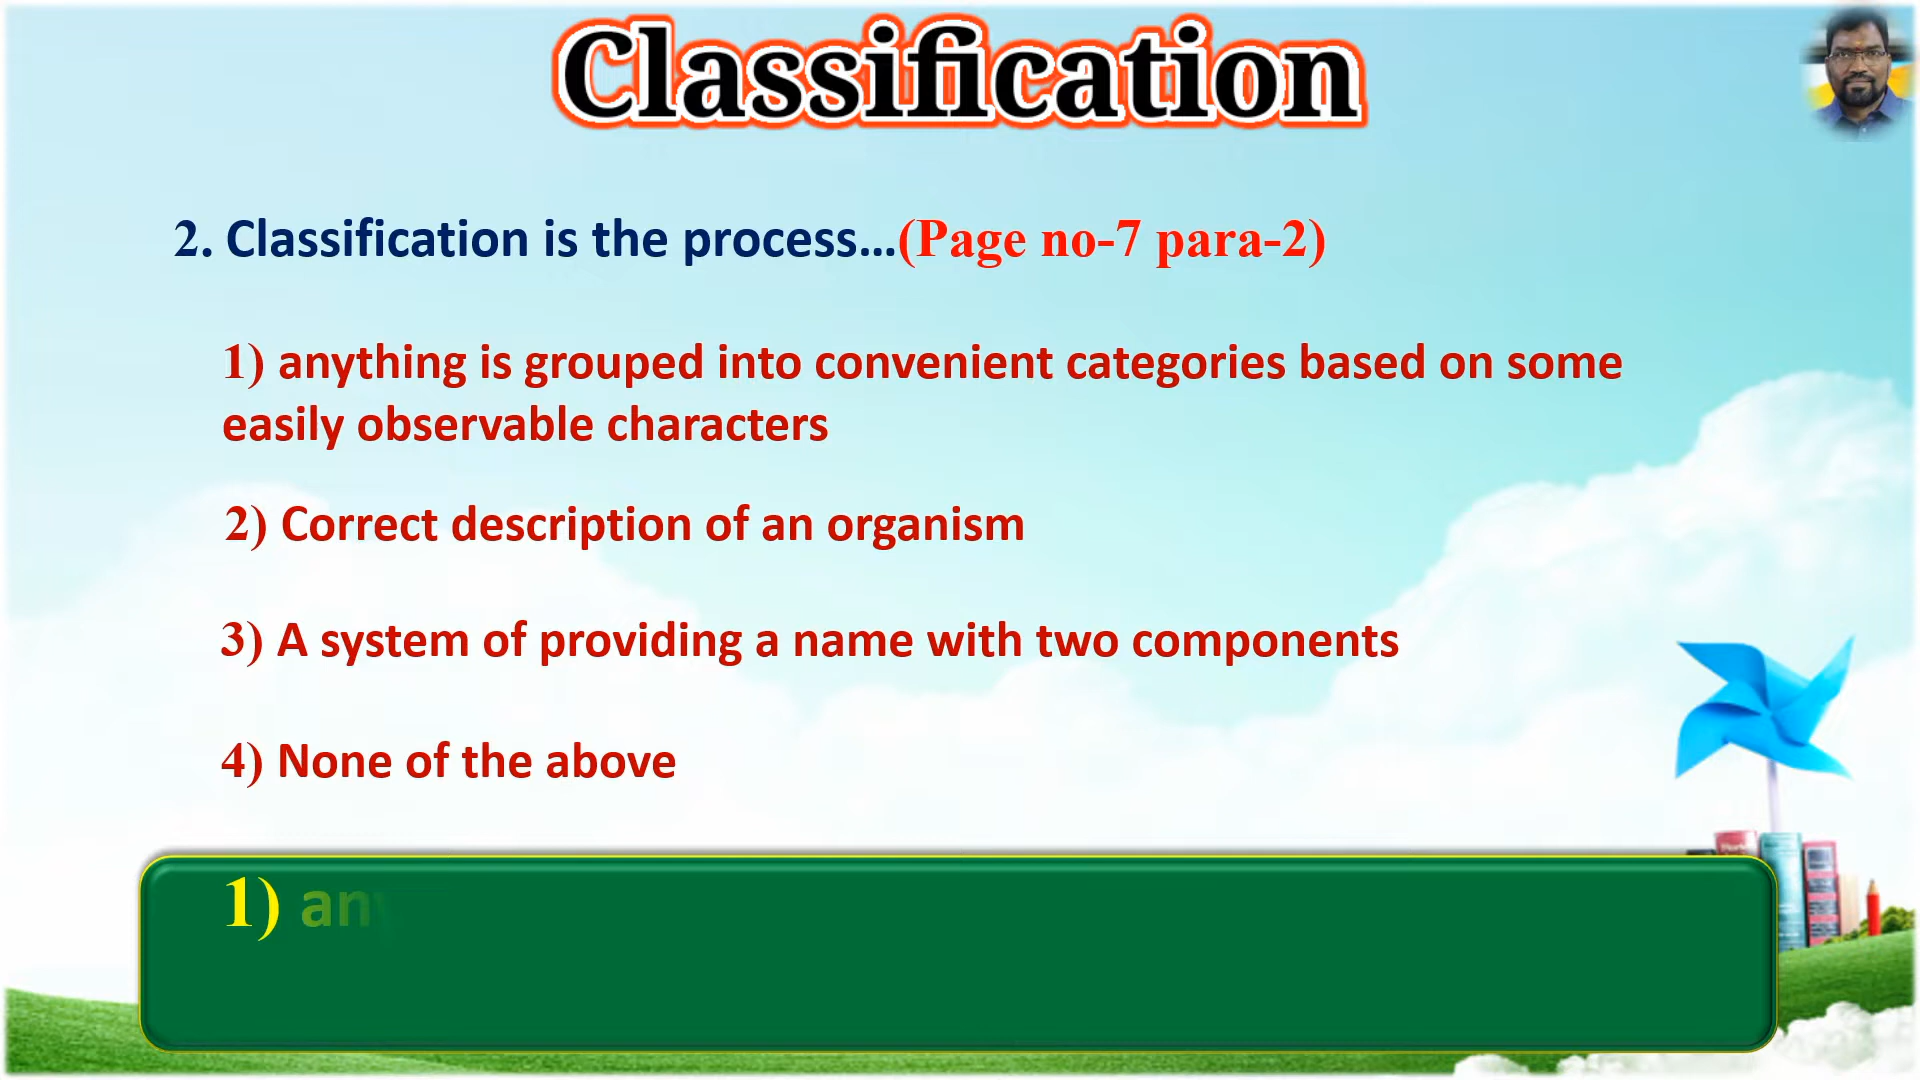 Classification
2. Classification is the process...(Page no-7 para-2)
1) anything is grouped into convenient categories based on some
easily observable characters
2) Correct description of an organism
3) A system of providing a name with two components
4) None of the above
1) an